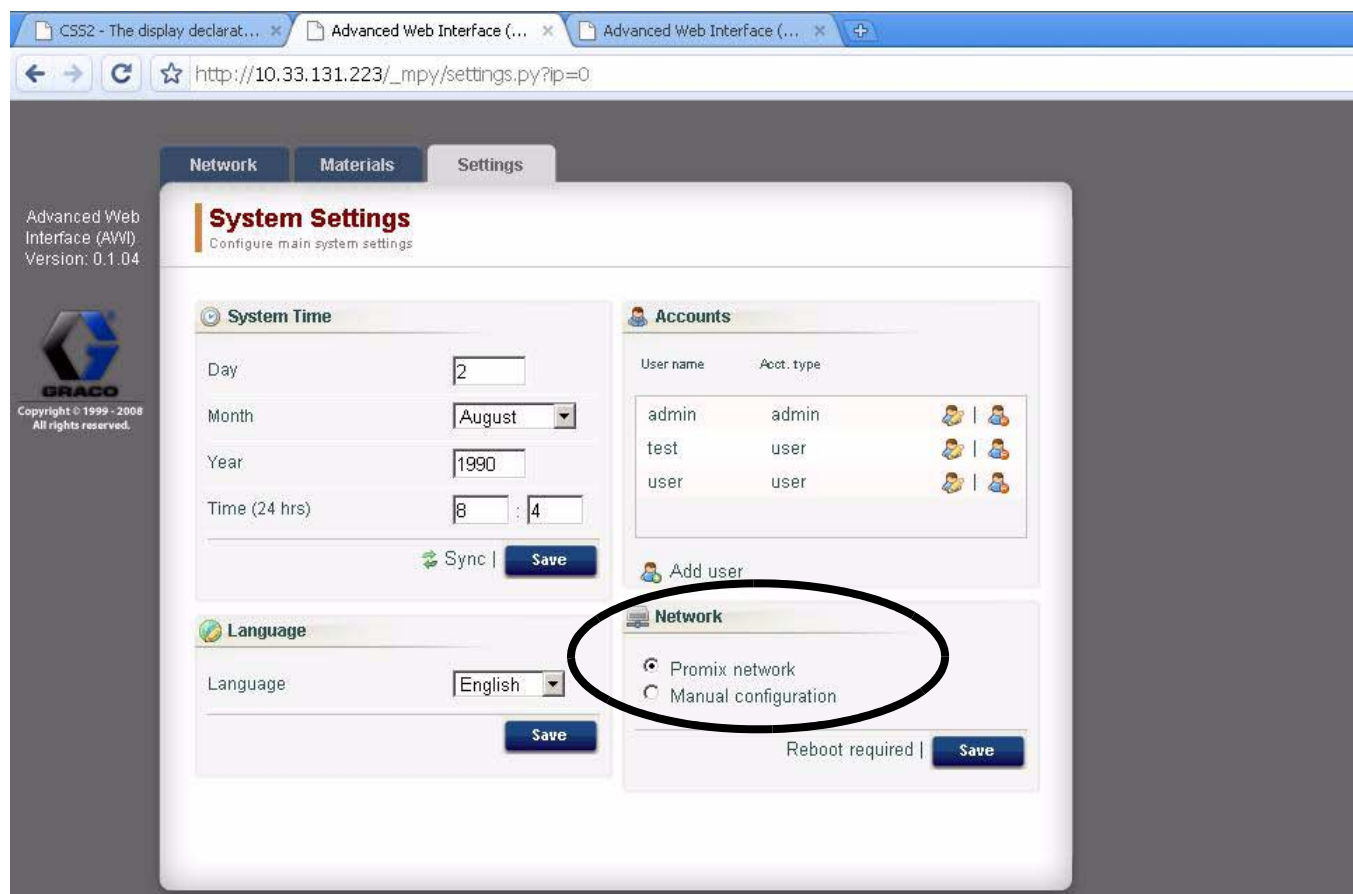 CSS2 - The display declarat...
Advanced Web Interface (...
Advanced Web Interface (...
http://10.33.131.223/_mpy/settings.py?ip=0
Network
Materials
Settings
Advanced Web
Interface (AWI)
Version: 0.1.04
GRACO
Copyright © 1999 - 2008
All rights reserved.
System Settings
Configure main system settings
System Time
Day 2
Month August
Year 1990
Time (24 hrs) 8 : 4
Sync | Save
Language
Language English
Save
Accounts
User name Acct. type
admin admin |
test user |
user user |
Add user
Network
Promix network
Manual configuration
Reboot required | Save